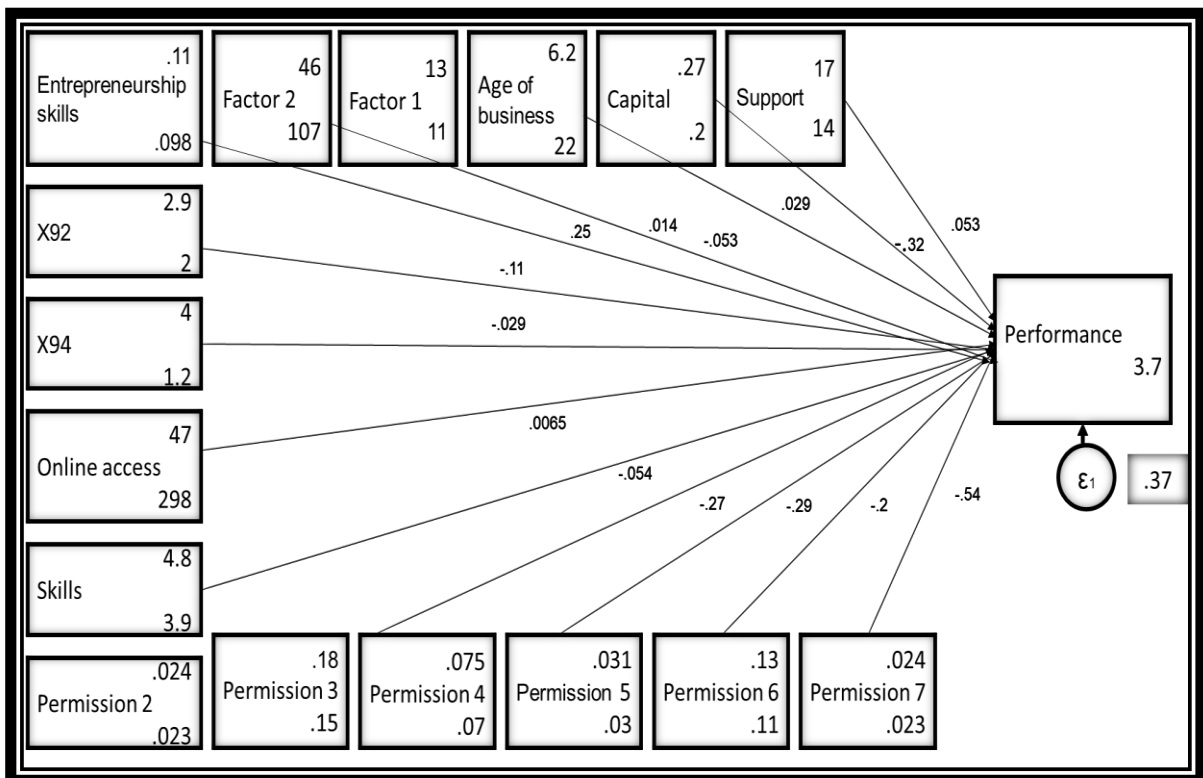 .11
Entrepreneurship
skills
.098
46
Factor 2
107
13
Factor 1
11
6.2
Age of
business
22
.27
Capital
.2
17
Support
14
X92
2.9
2
X94
4
1.2
Online access
47
298
Skills
4.8
3.9
Permission 2
.024
.023
.18
Permission 3
.15
.075
Permission 4
.07
.031
Permission 5
.03
.13
Permission 6
.11
.024
Permission 7
.023
.25
.014
-.053
.029
-.32
.053
-.11
-.029
.0065
-.054
-.27
-.29
-.2
-.54
Performance
3.7
ε1
.37